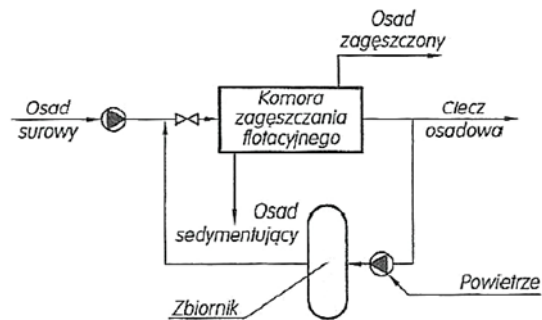 Osad
zagęszczony
Osad
surowy
Komora
zagęszczania
flotacyjnego
Ciecz
osadowa
Osad
sedymentujący
Powietrze
Zbiornik